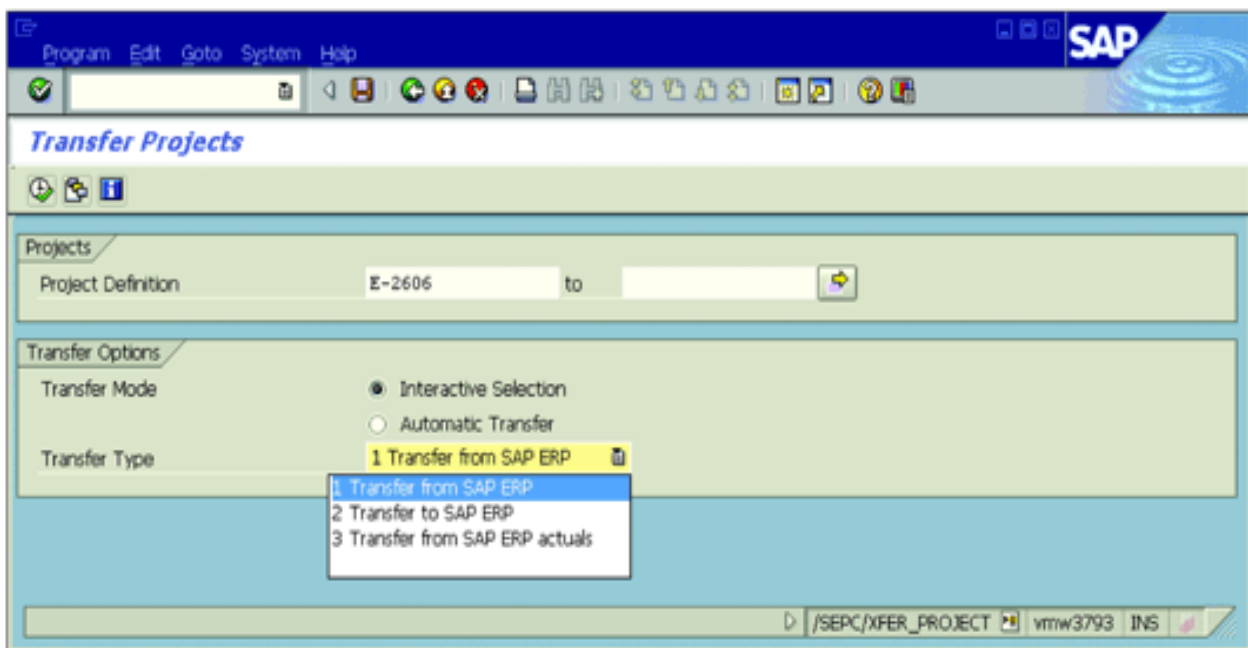 Program Edit Goto System Help
SAP
Transfer Projects
Projects
Project Definition E-2606 to
Transfer Options
Transfer Mode Interactive Selection
Automatic Transfer
Transfer Type 1 Transfer from SAP ERP
1 Transfer from SAP ERP
2 Transfer to SAP ERP
3 Transfer from SAP ERP actuals
/SEPC/XFER_PROJECT vmw3793 INS